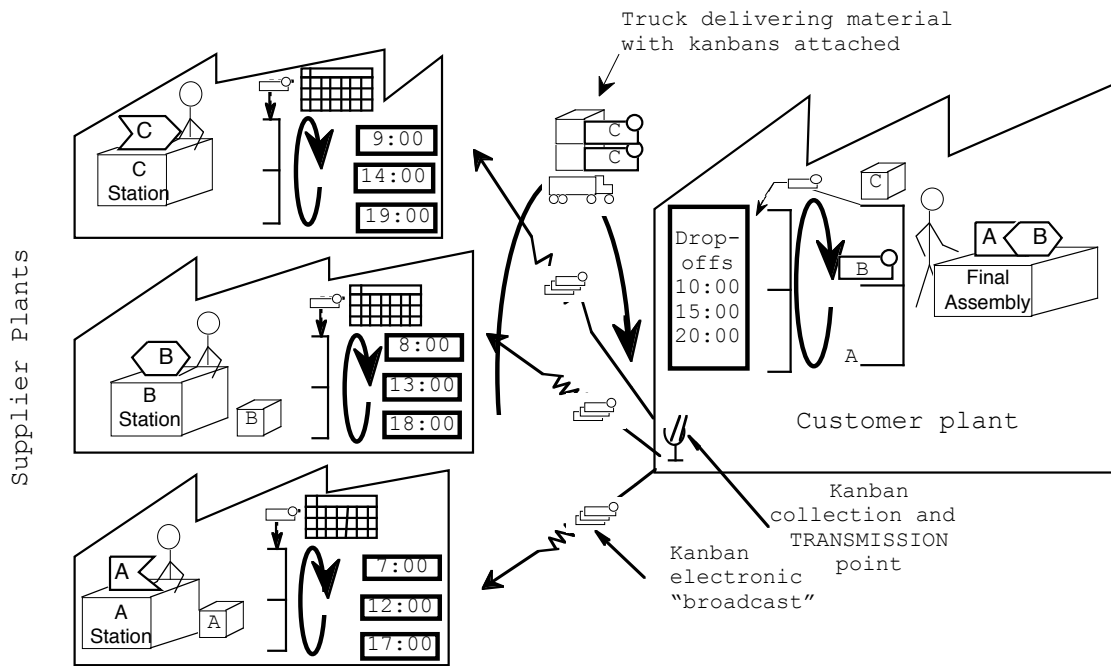 Truck delivering material
with kanbans attached
Supplier Plants
C
C
Station
9:00
14:00
19:00
C
C
B
B
Station
B
8:00
13:00
18:00
A
A
Station
A
7:00
12:00
17:00
Drop-
offs
10:00
15:00
20:00
C
B
A
A
B
Final
Assembly
Customer plant
Kanban
collection and
TRANSMISSION
point
Kanban
electronic
“broadcast”